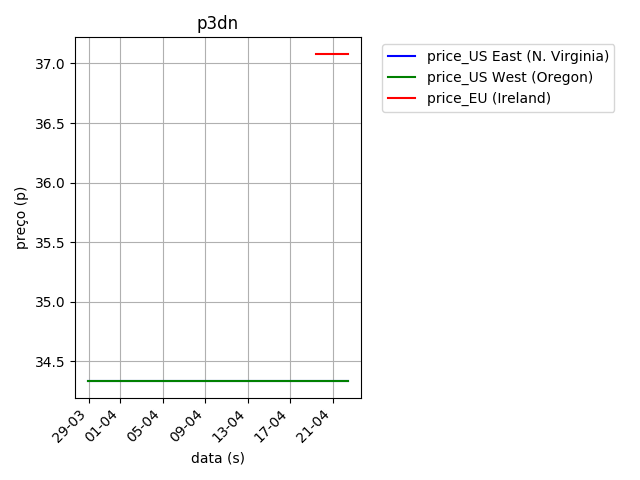 p3dn
price_US East (N. Virginia)
price_US West (Oregon)
price_EU (Ireland)
37.0
36.5
36.0
35.5
35.0
34.5
preço (p)
29-03
01-04
05-04
09-04
13-04
17-04
21-04
data (s)